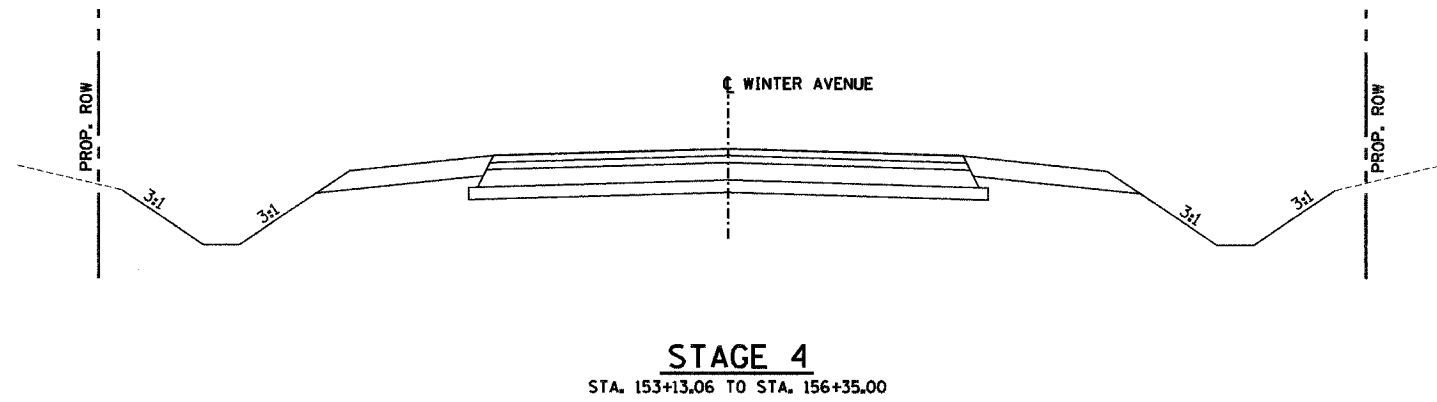 ℄ WINTER AVENUE
PROP. ROW
PROP. ROW
3:1
3:1
3:1
3:1
STAGE 4
STA. 153+13.06 TO STA. 156+35.00